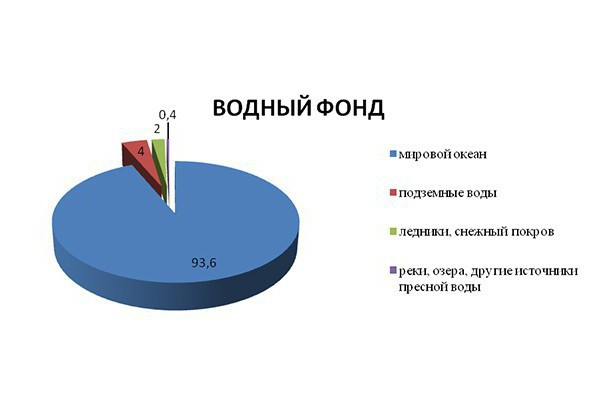 ВОДНЫЙ ФОНД
0,4
2
4
93,6
мировой океан
подземные воды
ледники, снежный покров
реки, озера, другие источники
пресной воды